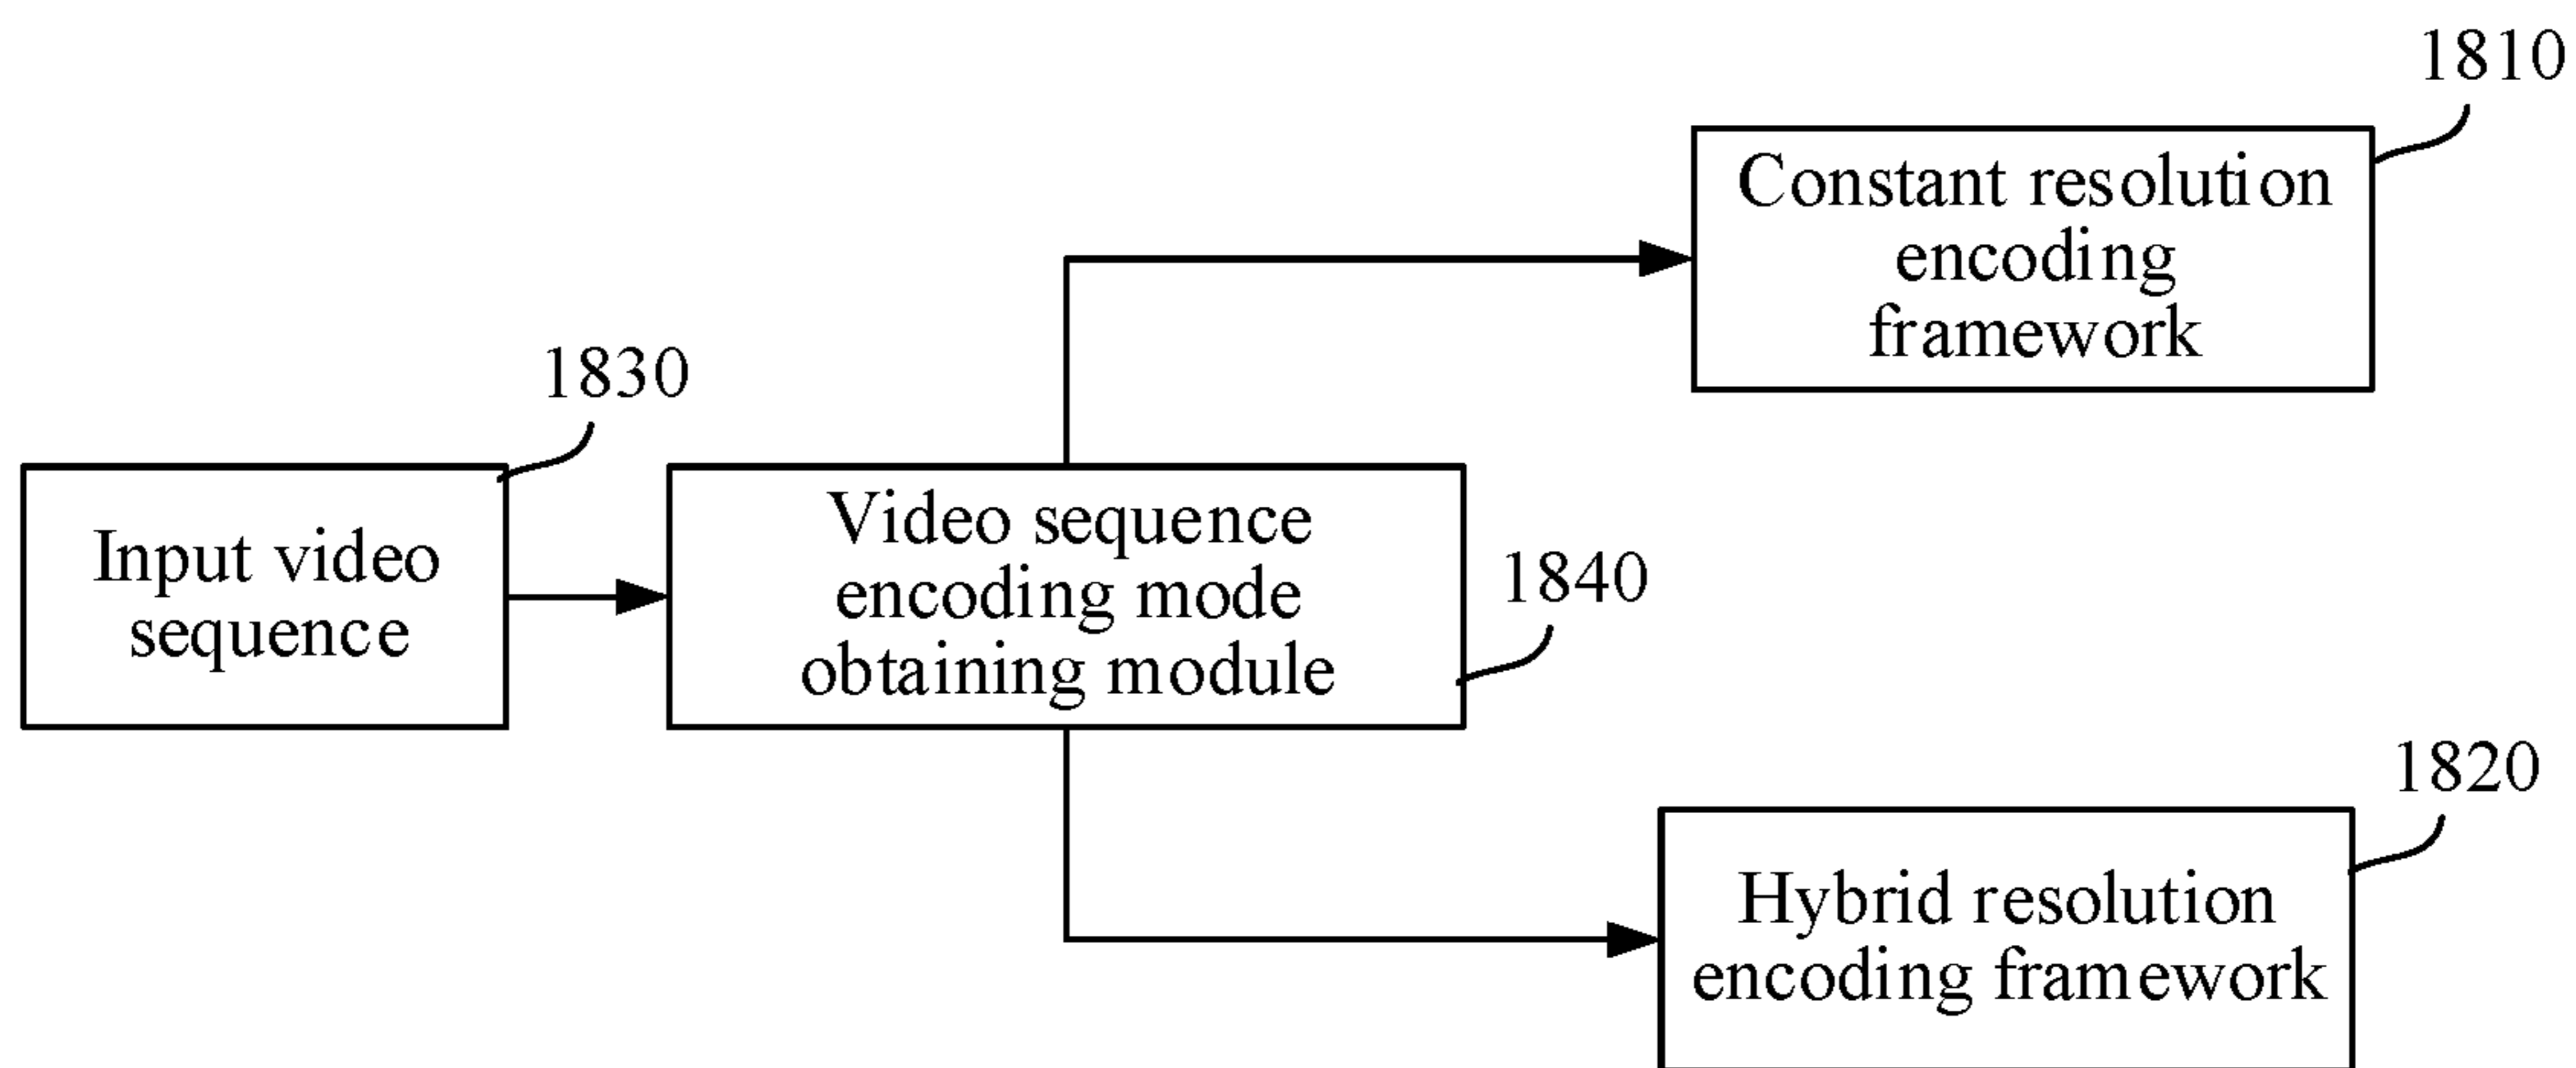 1810
Constant resolution
encoding
framework
1830
Input video
sequence
Video sequence
encoding mode
obtaining module
1840
1820
Hybrid resolution
encoding framework